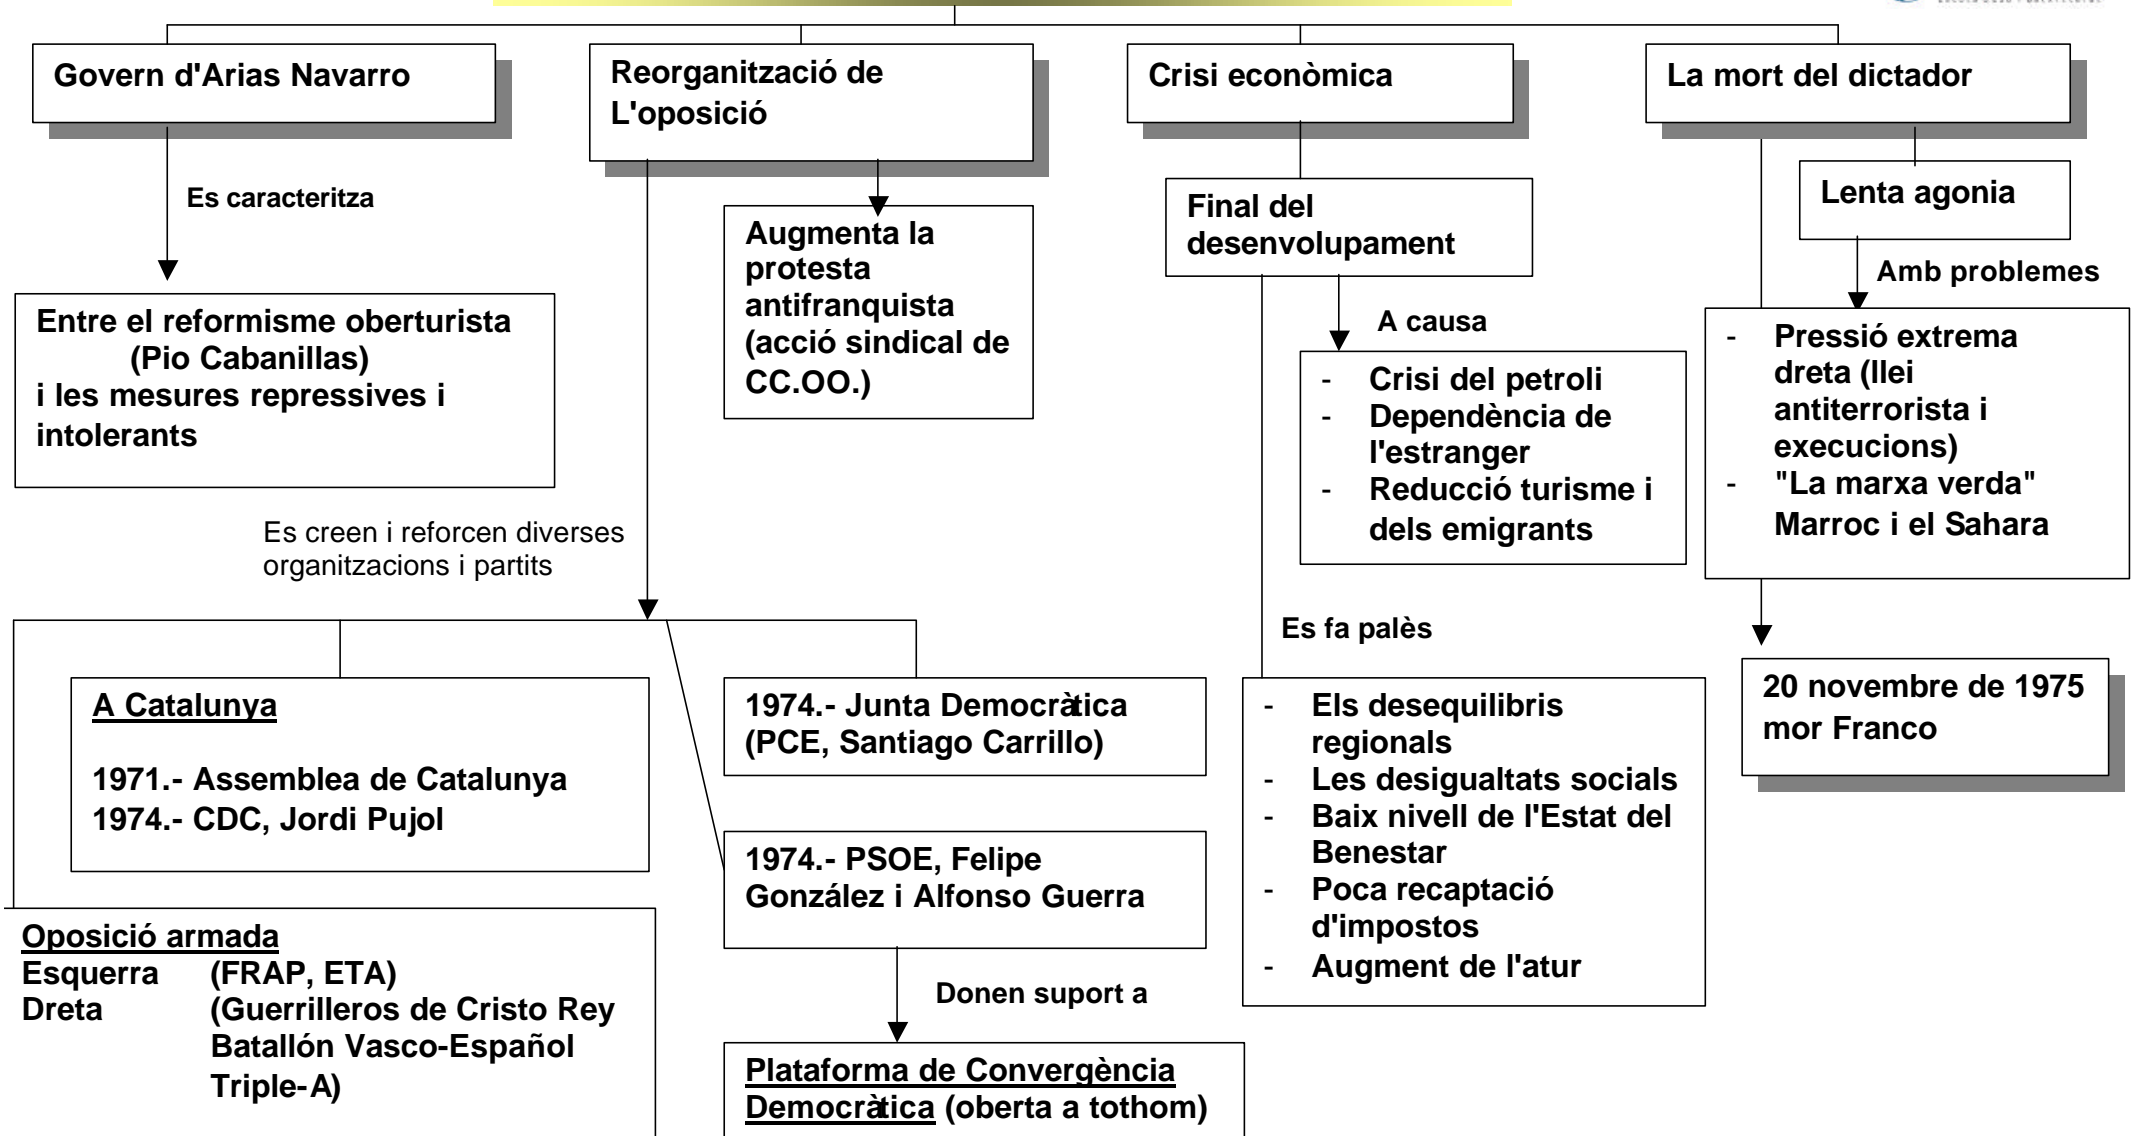 Govern d'Arias Navarro
Reorganització de
L'oposició
Crisi econòmica
La mort del dictador
Es caracteritza
Entre el reformisme oberturista
(Pio Cabanillas)
i les mesures repressives i
intolerants
Augmenta la
protesta
antifranquista
(acció sindical de
CC.OO.)
Final del
desenvolupament
A causa
- Crisi del petroli
- Dependència de
l'estranger
- Reducció turisme i
dels emigrants
Lenta agonia
Amb problemes
- Pressió extrema
dreta (llei
antiterrorista i
execucions)
- "La marxa verda"
Marroc i el Sahara
Es creen i reforcen diverses
organitzacions i partits
A Catalunya
1971.- Assemblea de Catalunya
1974.- CDC, Jordi Pujol
1974.- Junta Democràtica
(PCE, Santiago Carrillo)
1974.- PSOE, Felipe
González i Alfonso Guerra
Donen suport a
Plataforma de Convergència
Democràtica (oberta a tothom)
Oposició armada
Esquerra (FRAP, ETA)
Dreta (Guerrilleros de Cristo Rey
Batallón Vasco-Español
Triple-A)
Es fa palès
- Els desequilibris
regionals
- Les desigualtats socials
- Baix nivell de l'Estat del
Benestar
- Poca recaptació
d'impostos
- Augment de l'atur
20 novembre de 1975
mor Franco